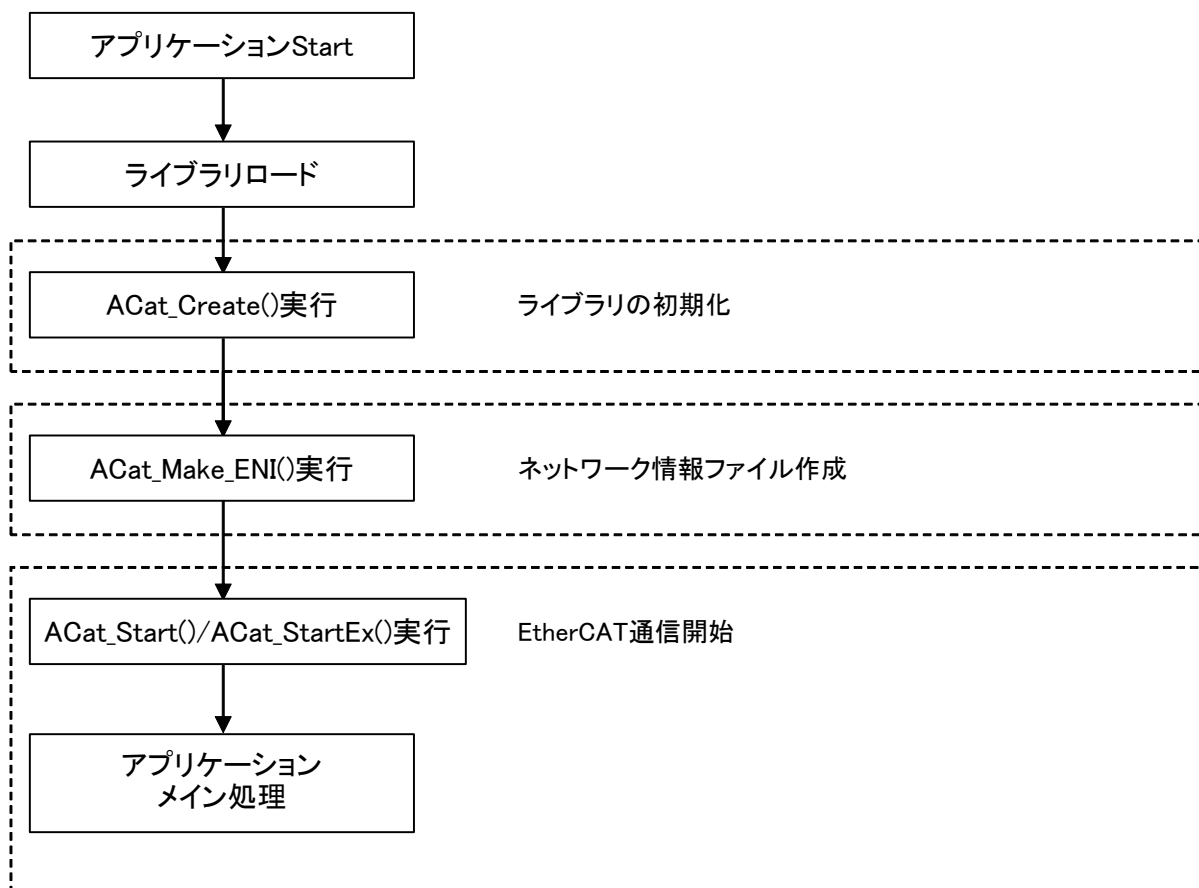 アプリケーションStart
ライブラリロード
ACat_Create()実行
ライブラリの初期化
ACat_Make_ENI()実行
ネットワーク情報ファイル作成
ACat_Start()/ACat_StartEx()実行
EtherCAT通信開始
アプリケーション
メイン処理